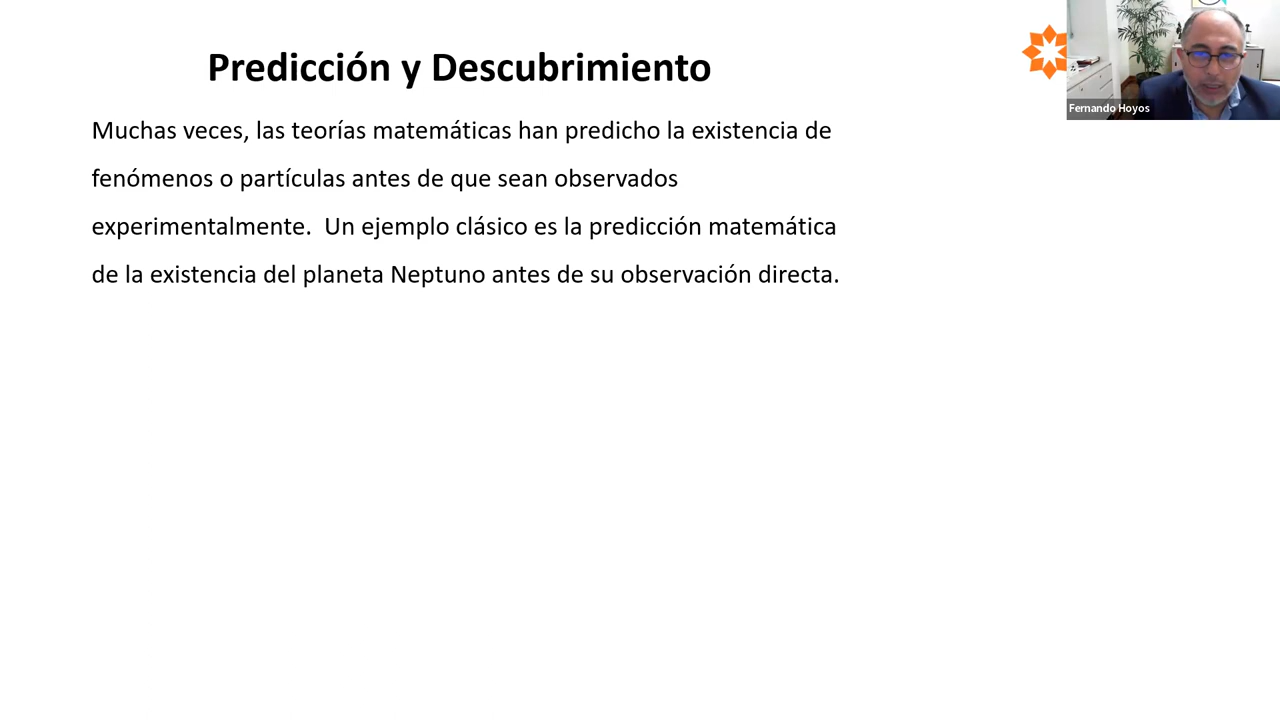 Predicción y Descubrimiento
Muchas veces, las teorías matemáticas han predicho la existencia de
fenómenos o partículas antes de que sean observados
experimentalmente.  Un ejemplo clásico es la predicción matemática
de la existencia del planeta Neptuno antes de su observación directa.
Fernando Hoyos